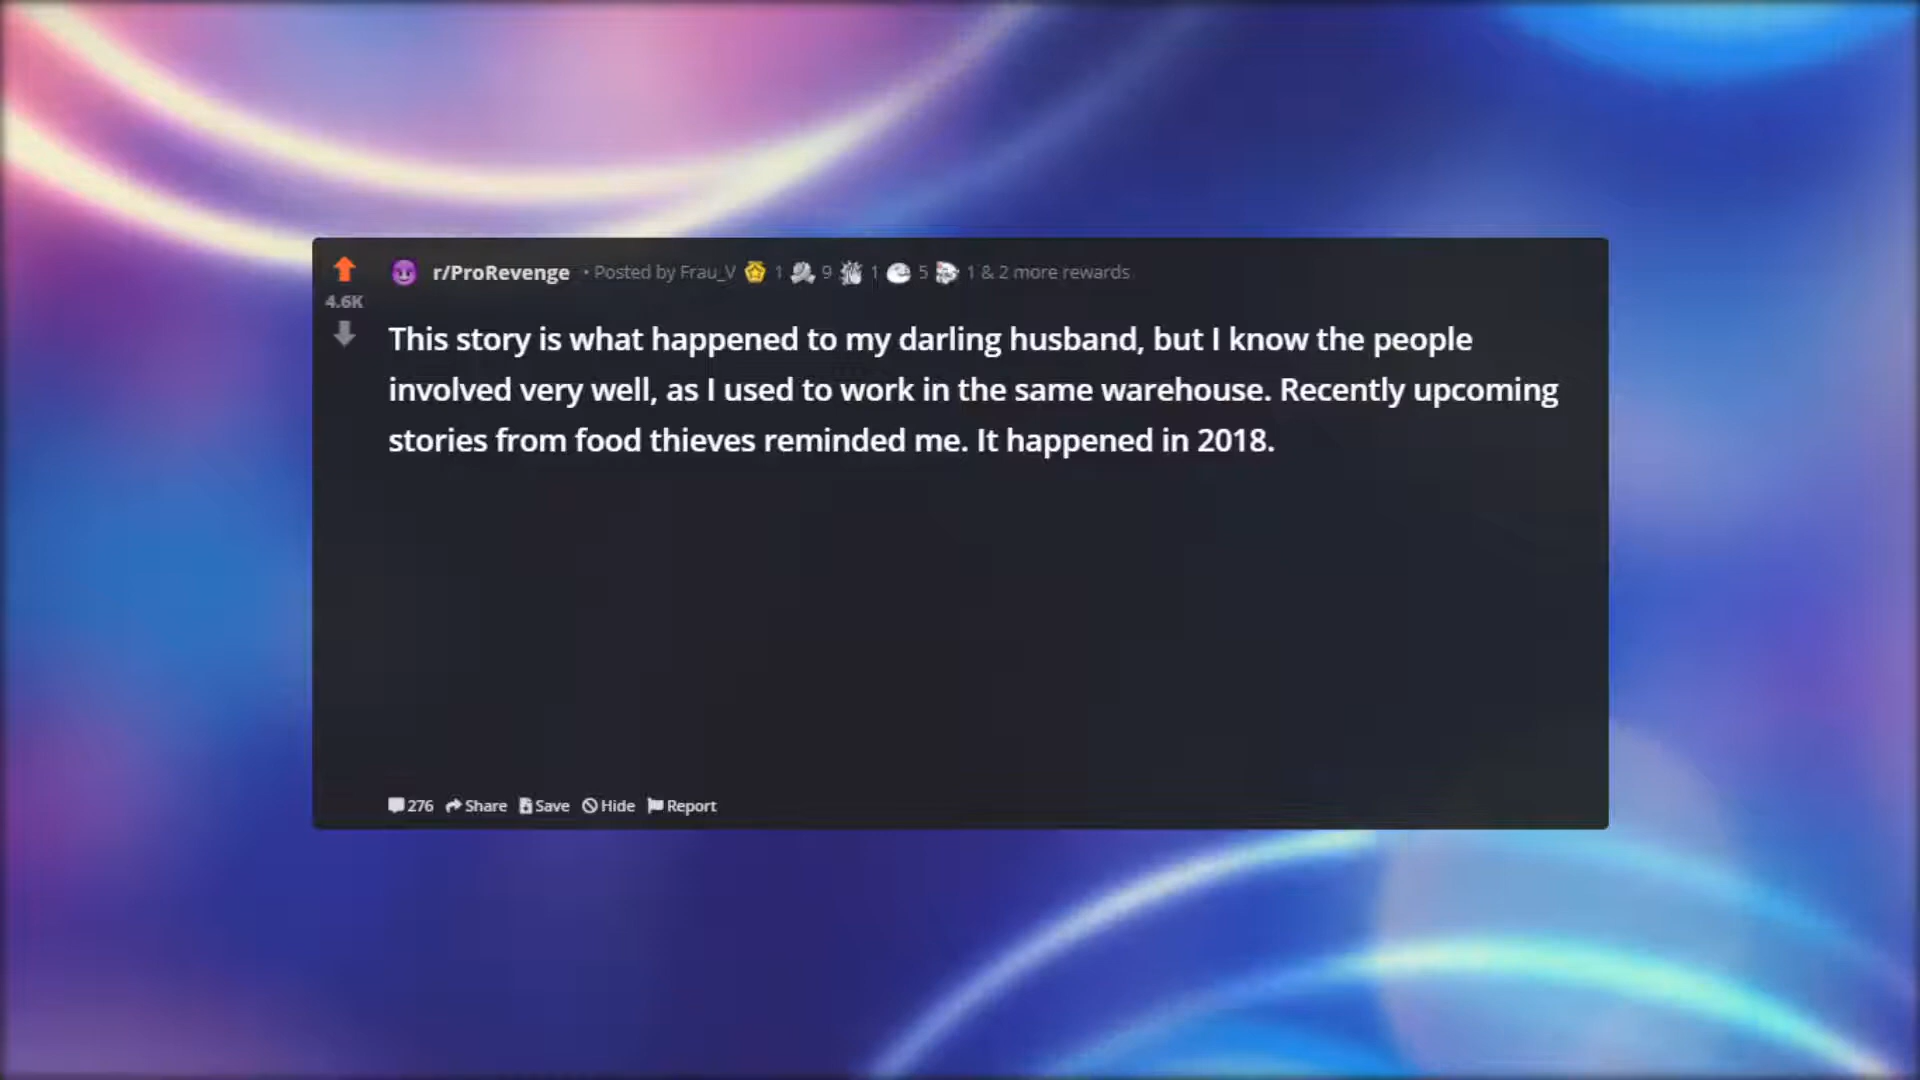 r/ProRevenge • Posted by Frau_V 1 9 1 5 1 & 2 more rewards
4.6K
This story is what happened to my darling husband, but I know the people
involved very well, as I used to work in the same warehouse. Recently upcoming
stories from food thieves reminded me. It happened in 2018.
276 Share Save Hide Report